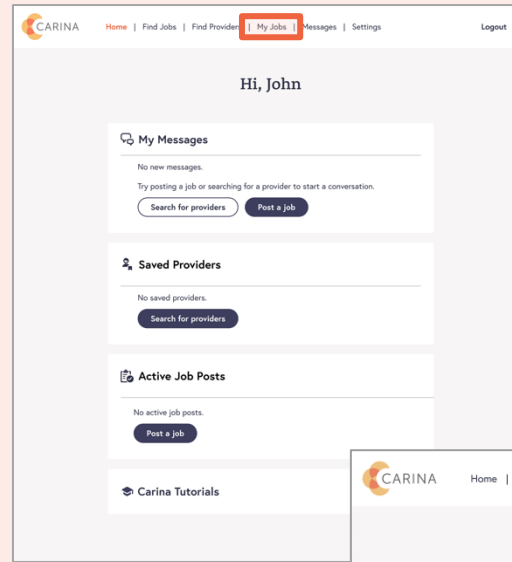 CARINA Home | Find Jobs | Find Providers | My Jobs | Messages | Settings Logout
Hi, John
My Messages
No new messages.
Try posting a job or searching for a provider to start a conversation.
Search for providers Post a job
Saved Providers
No saved providers.
Search for providers
Active Job Posts
No active job posts.
Post a job
Carina Tutorials
CARINA Home |